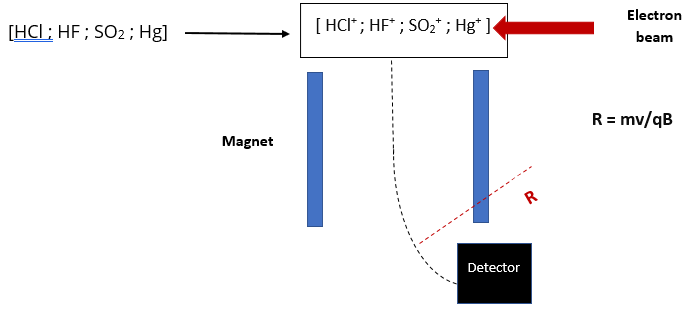 [HCl ; HF ; SO₂ ; Hg]
[ HCl⁺ ; HF⁺ ; SO₂⁺ ; Hg⁺ ]
Electron
beam
Magnet
R = mv/qB
R
Detector